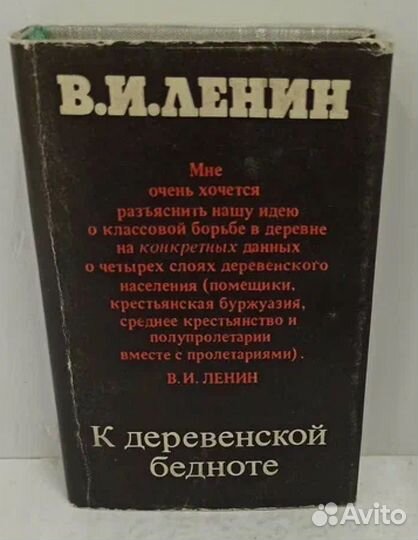 В.И.ЛЕНИН
Мне
очень хочется
разъяснить нашу идею
о классовой борьбе в деревне
на конкретных данных
о четырех слоях деревенского
населения (помещики,
крестьянская буржуазия,
среднее крестьянство и
полупролетарии
вместе с пролетариями).
В.И. ЛЕНИН
К деревенской
бедноте
Avito